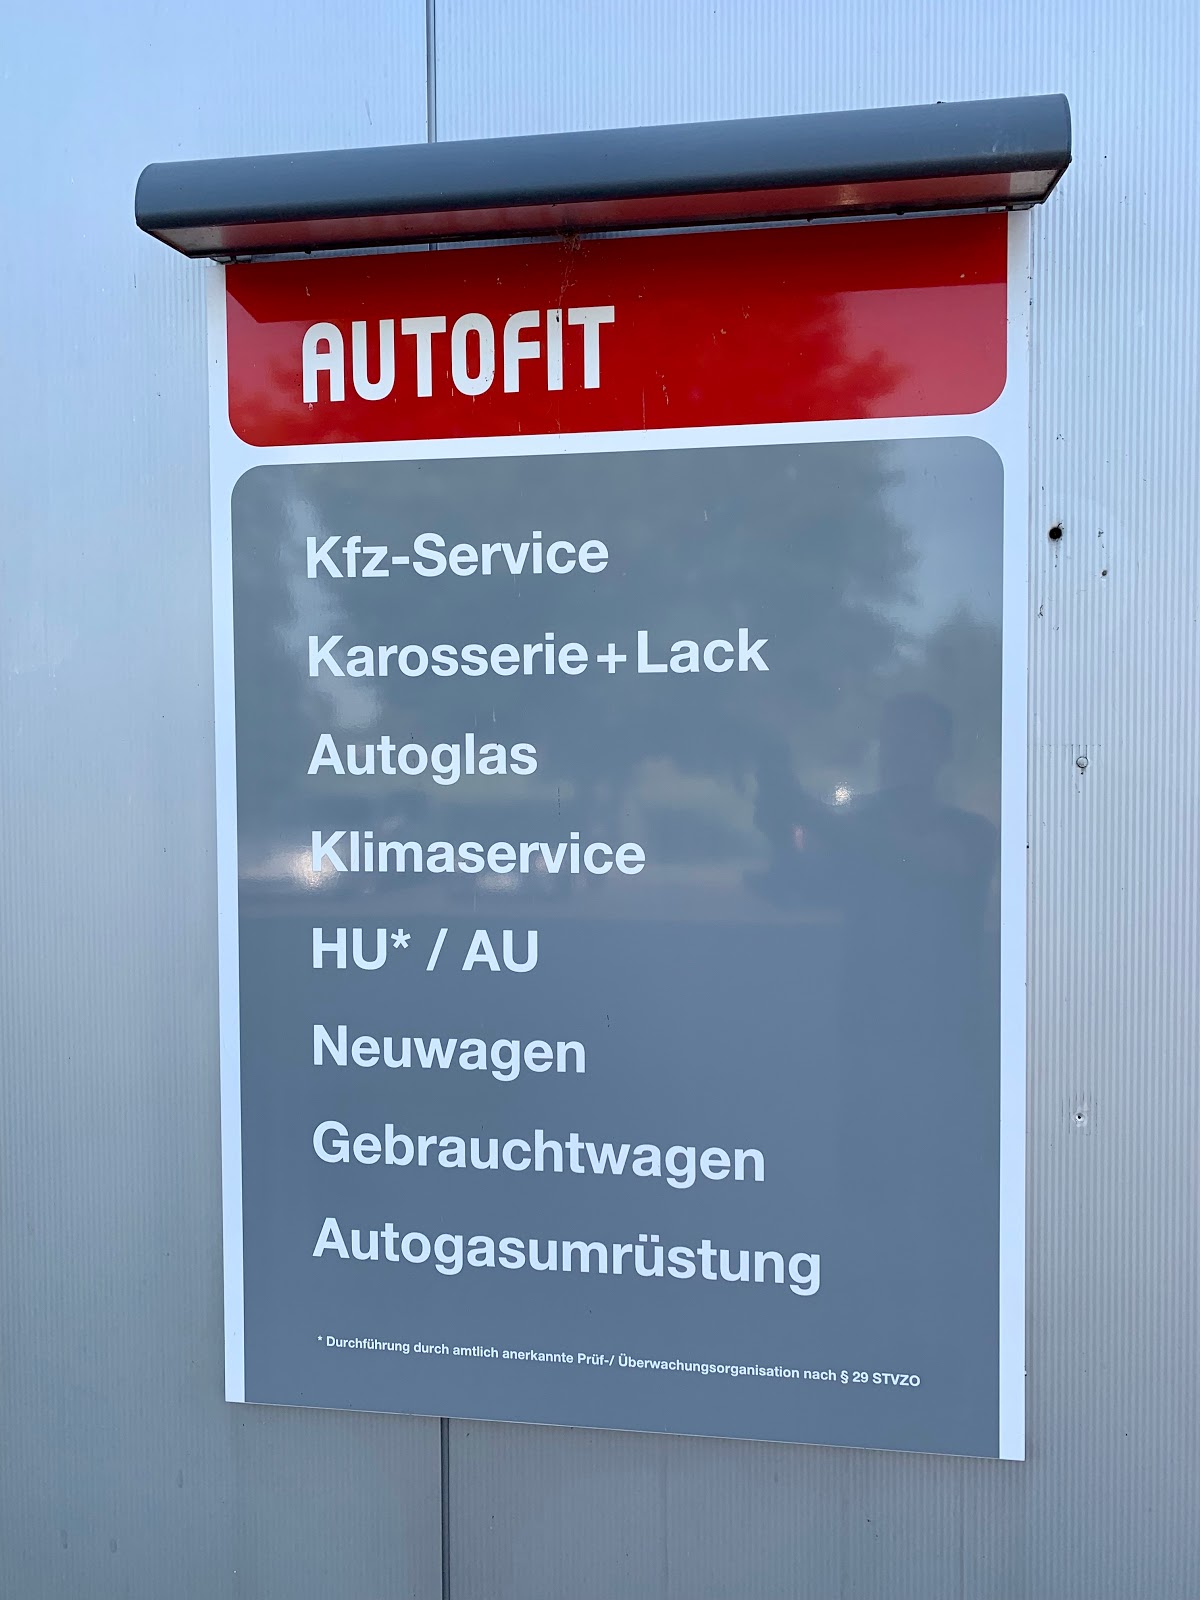 AUTOFIT
Kfz-Service
Karosserie + Lack
Autoglas
Klimaservice
HU* / AU
Neuwagen
Gebrauchtwagen
Autogasumrüstung
* Durchführung durch amtlich anerkannte Prüf-/ Überwachungsorganisation nach § 29 STVZO